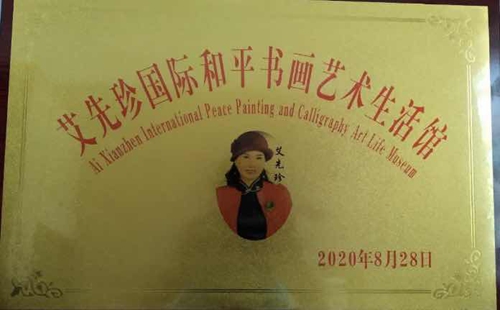 艾先珍国际和平书画艺术生活馆
Ai Xianzhen International Peace Painting and Calligraphy Art Life Museum
艾先珍
2020年8月28日